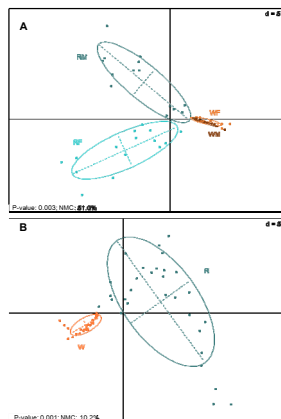 A
d = 5
RM
WF
WM
RF
P-value: 0.003; NMC: 51.0%
B
d = 5
R
W
P-value: 0.001; NMC: 10.2%